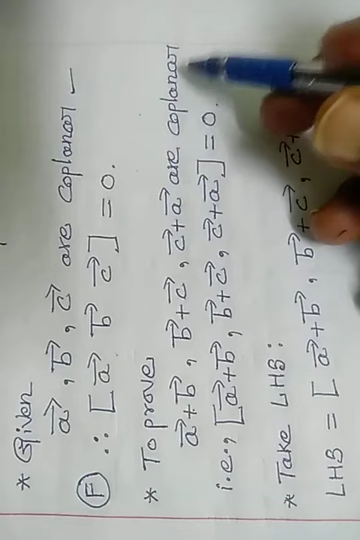 * Given
a⃗, b⃗, c⃗ are coplanar –
Ⓕ ∴ [a⃗ b⃗ c⃗] = 0.
* To prove
a⃗+b⃗, b⃗+c⃗, c⃗+a⃗ are coplanar
i.e., [a⃗+b⃗, b⃗+c⃗, c⃗+a⃗] = 0.
* Take LHS:
LHS = [a⃗+b⃗, b⃗+c⃗, c⃗+